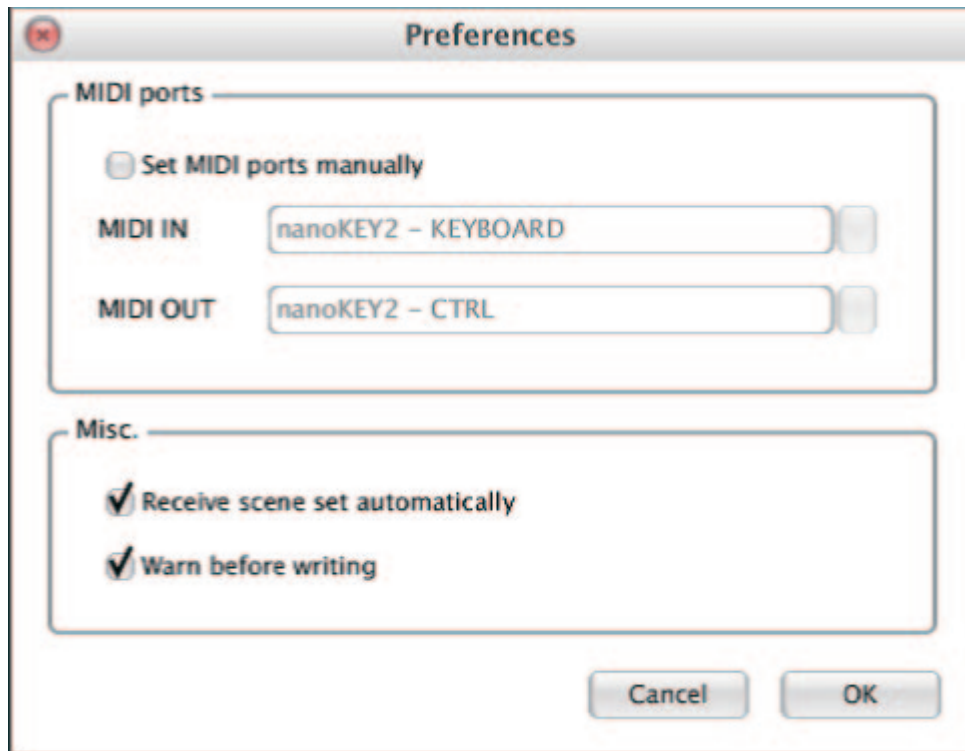 Preferences
MIDI ports
Set MIDI ports manually
MIDI IN nanoKEY2 – KEYBOARD
MIDI OUT nanoKEY2 – CTRL
Misc.
Receive scene set automatically
Warn before writing
Cancel OK